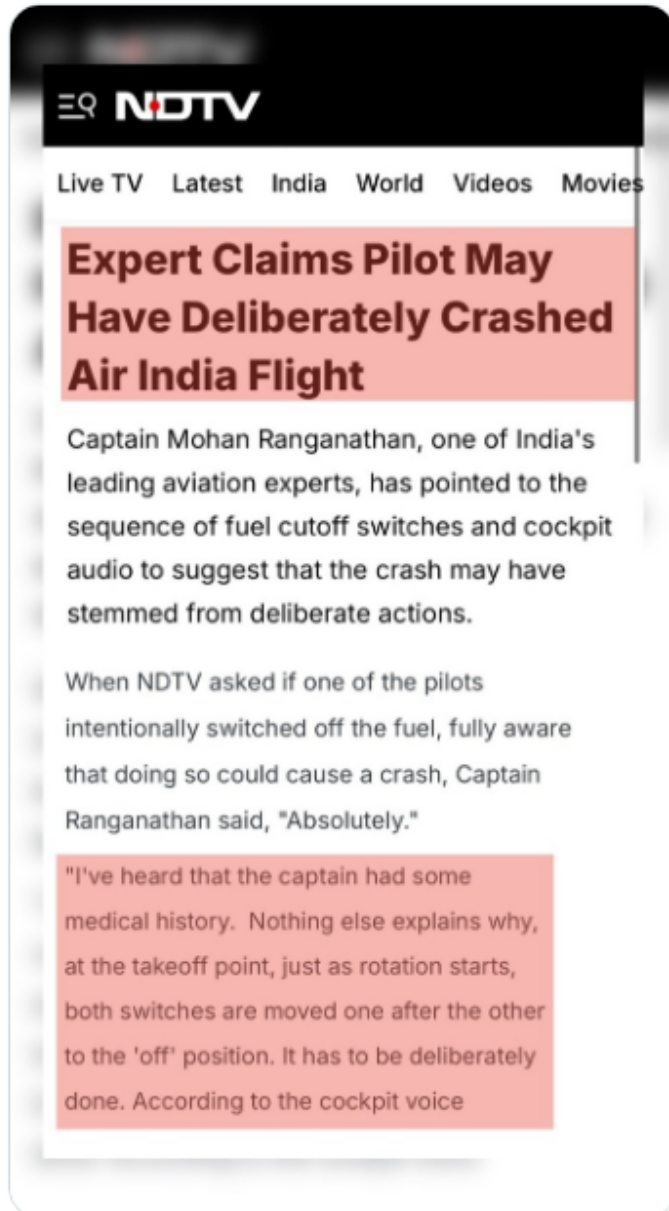 NDTV
Live TV Latest India World Videos Movies
Expert Claims Pilot May
Have Deliberately Crashed
Air India Flight
Captain Mohan Ranganathan, one of India's
leading aviation experts, has pointed to the
sequence of fuel cutoff switches and cockpit
audio to suggest that the crash may have
stemmed from deliberate actions.
When NDTV asked if one of the pilots
intentionally switched off the fuel, fully aware
that doing so could cause a crash, Captain
Ranganathan said, "Absolutely."
"I've heard that the captain had some
medical history. Nothing else explains why,
at the takeoff point, just as rotation starts,
both switches are moved one after the other
to the 'off' position. It has to be deliberately
done. According to the cockpit voice